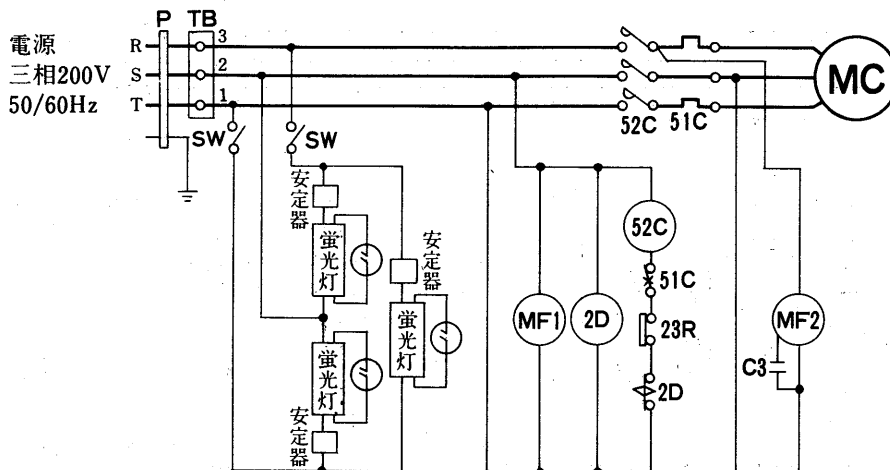 P TB
電源 R 3
三相200V S 2
50/60Hz T 1
MC
52C 51C
SW SW
安定器
蛍光灯
安定器
蛍光灯
蛍光灯
安定器
52C
51C
MF1 2D 23R MF2
C3
2D